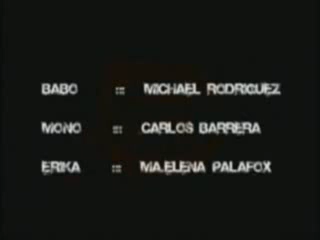 BABO ::: MICHAEL RODRIGUEZ
MONO ::: CARLOS BARRERA
ERIKA ::: MA.ELENA PALAFOX